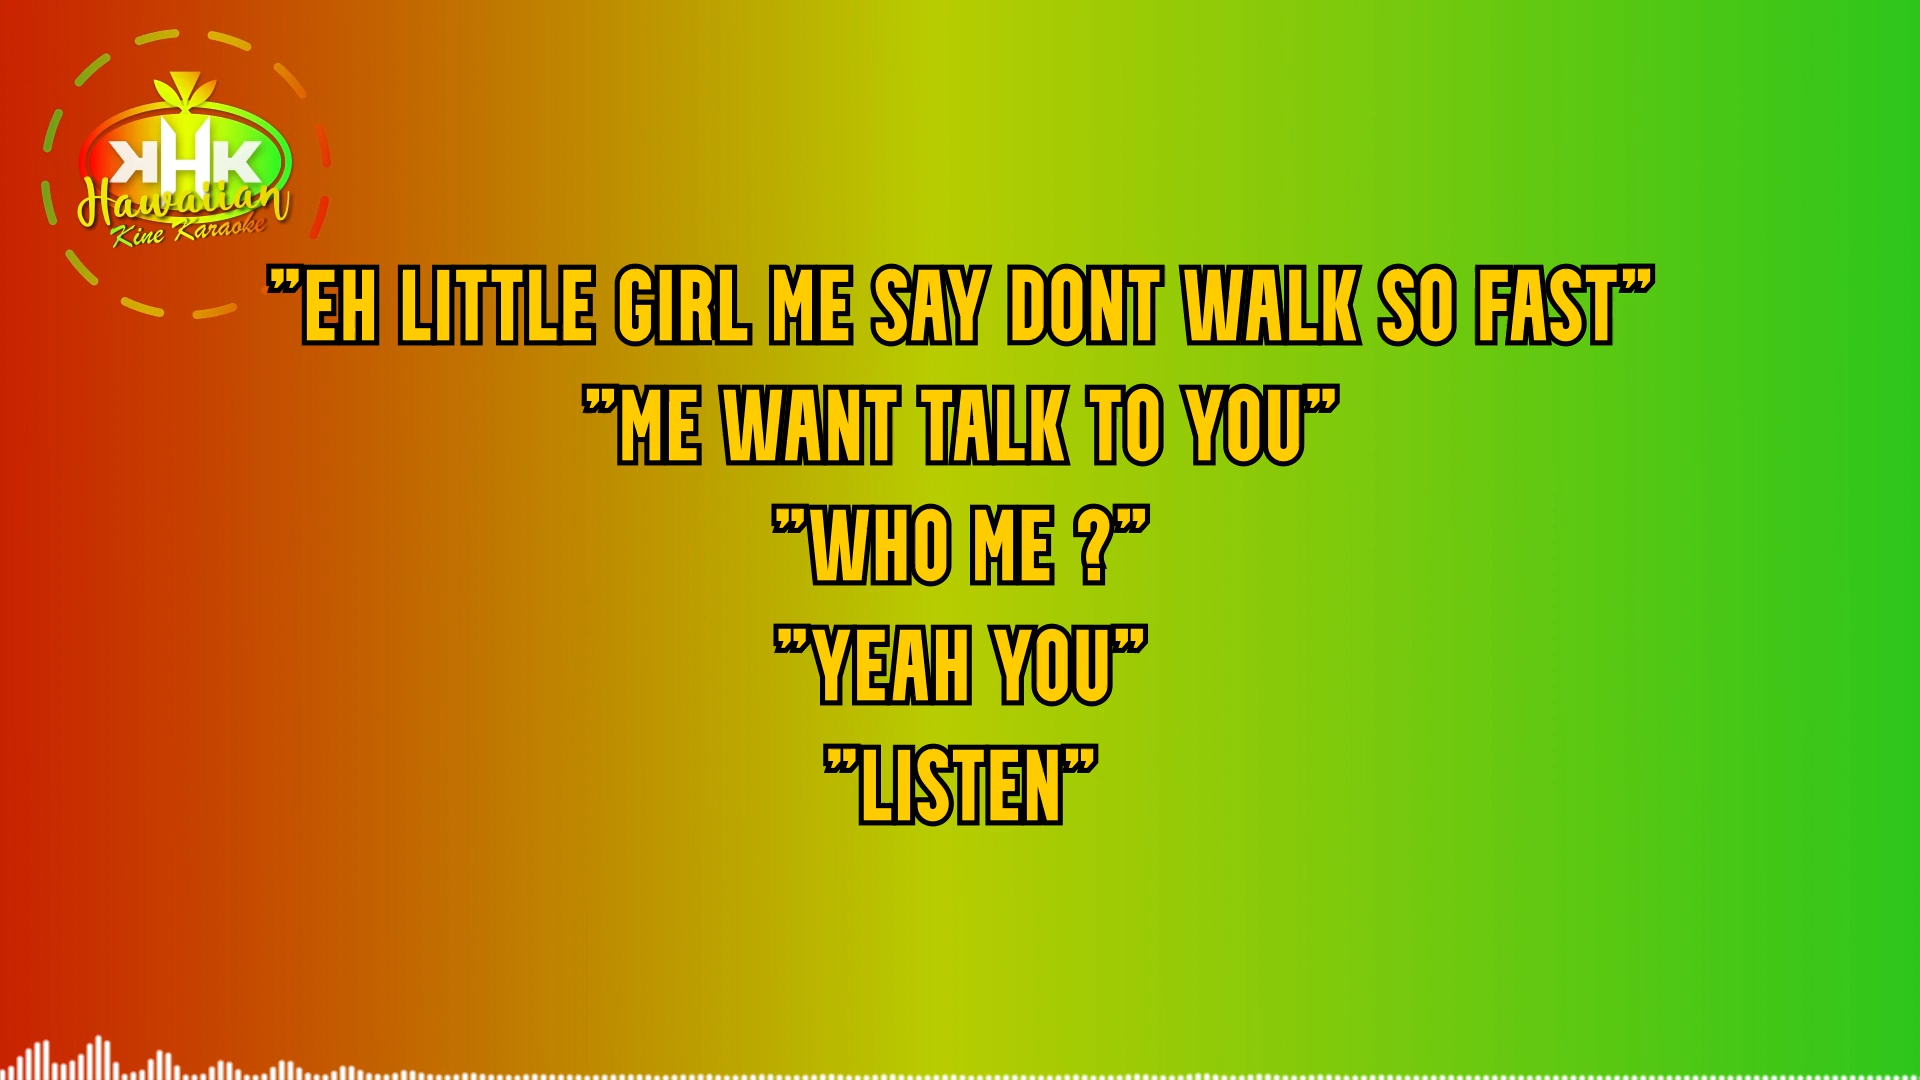 KHK
Hawaiian
Kine Karaoke
”EH LITTLE GIRL ME SAY DONT WALK SO FAST”
”ME WANT TALK TO YOU”
”WHO ME ?”
”YEAH YOU”
”LISTEN”